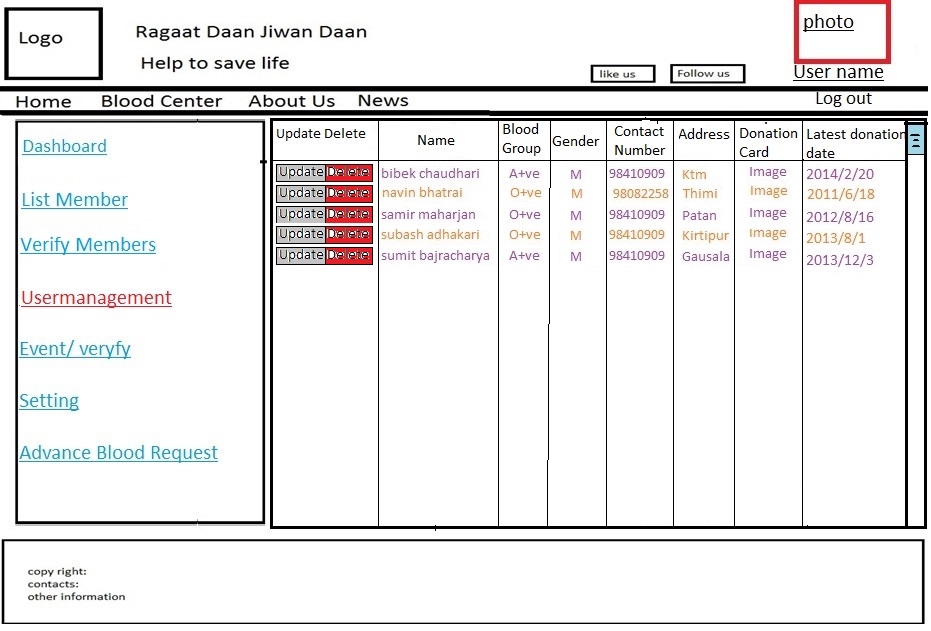 Logo
Ragaat Daan Jiwan Daan
Help to save life
like us
Follow us
photo
User name
Home Blood Center About Us News
Log out
Dashboard
List Member
Verify Members
Usermanagement
Event/ veryfy
Setting
Advance Blood Request
Update Delete Name Blood Group Gender Contact Number Address Donation Card Latest donation date
Update Delete bibek chaudhari A+ve M 98410909 Ktm Image 2014/2/20
Update Delete navin bhatrai O+ve M 98082258 Thimi Image 2011/6/18
Update Delete samir maharjan O+ve M 98410909 Patan Image 2012/8/16
Update Delete subash adhakari O+ve M 98410909 Kirtipur Image 2013/8/1
Update Delete sumit bajracharya A+ve M 98410909 Gausala Image 2013/12/3
copy right:
contacts:
other information